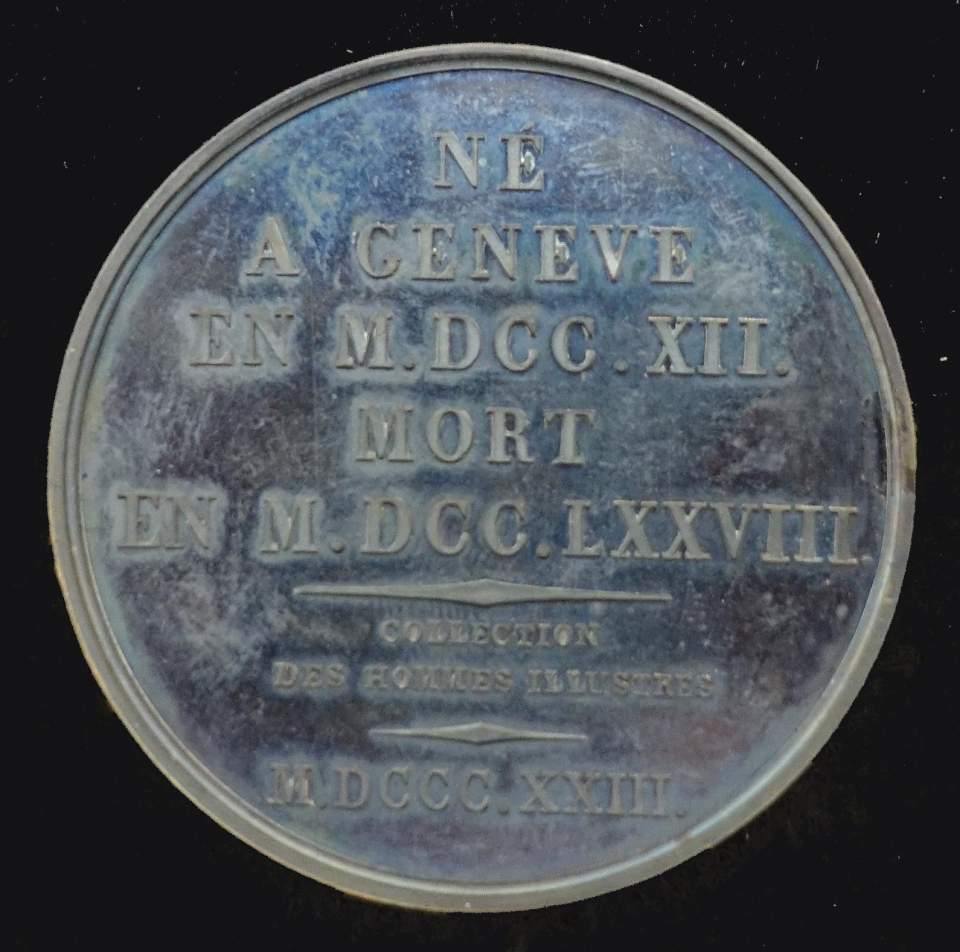 NÉ
A GENEVE
EN M.DCC.XII.
MORT
EN M.DCC.LXXVIII.
COLLECTION
DES HOMMES ILLUSTRES
M.DCCC.XXIII.